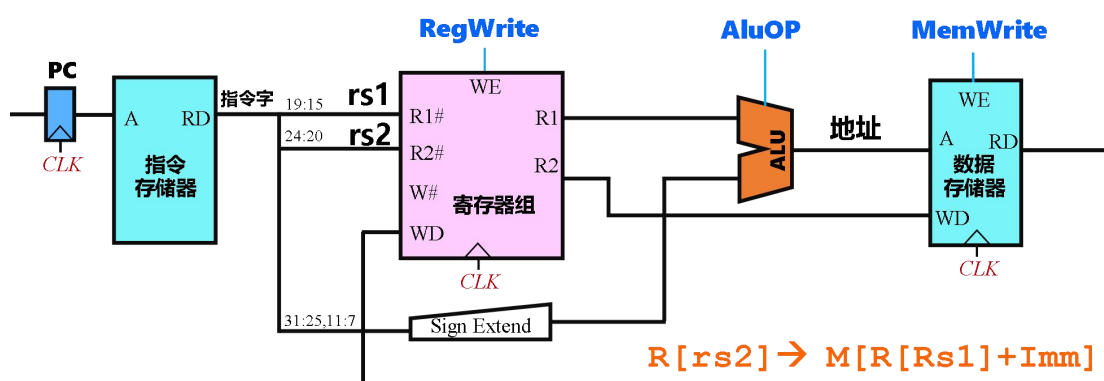 RegWrite
AluOP
MemWrite
PC
CLK
A
RD
指令
存储器
指令字
19:15
rs1
24:20
rs2
31:25,11:7
WE
R1#
R1
R2#
R2
W#
寄存器组
WD
CLK
Sign Extend
ALU
地址
WE
A
RD
数据
存储器
WD
CLK
R[rs2]→ M[R[Rs1]+Imm]